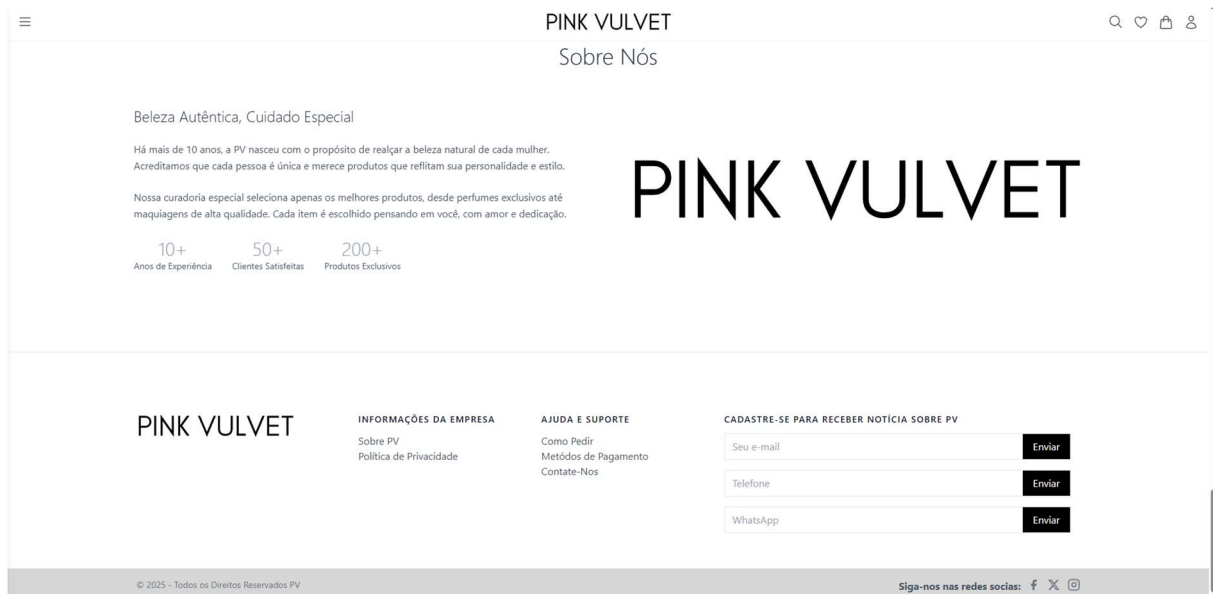 PINK VULVET
Sobre Nós
Beleza Autêntica, Cuidado Especial
Há mais de 10 anos, a PV nasceu com o propósito de realçar a beleza natural de cada mulher.
Acreditamos que cada pessoa é única e merece produtos que reflitam sua personalidade e estilo.
Nossa curadoria especial seleciona apenas os melhores produtos, desde perfumes exclusivos até
maquiagens de alta qualidade. Cada item é escolhido pensando em você, com amor e dedicação.
10+
Anos de Experiência
50+
Clientes Satisfeitas
200+
Produtos Exclusivos
PINK VULVET
PINK VULVET
INFORMAÇÕES DA EMPRESA
Sobre PV
Política de Privacidade
AJUDA E SUPORTE
Como Pedir
Metódos de Pagamento
Contate-Nos
CADASTRE-SE PARA RECEBER NOTÍCIA SOBRE PV
Seu e-mail
Enviar
Telefone
Enviar
WhatsApp
Enviar
© 2025 - Todos os Direitos Reservados PV
Siga-nos nas redes socias: